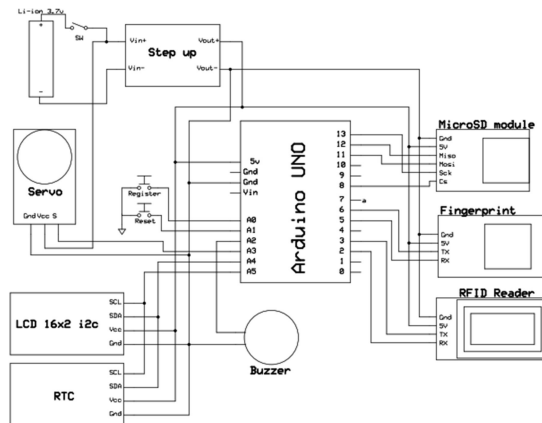 Li-ion 3.7v
SW
Vin+
Vout+
Step up
Vin-
Vout-
Servo
Gnd Vcc S
Register
Reset
5v
Gnd
Gnd
Vin
A0
A1
A2
A3
A4
A5
Arduino UNO
13
12
11
10
9
8
7
a
6
5
4
3
2
1
0
MicroSD module
Gnd
5V
Miso
Mosi
Sck
Cs
Fingerprint
Gnd
5V
TX
RX
RFID Reader
Gnd
5V
TX
RX
LCD 16x2 i2c
SCL
SDA
Vcc
Gnd
RTC
SCL
SDA
Vcc
Gnd
Buzzer